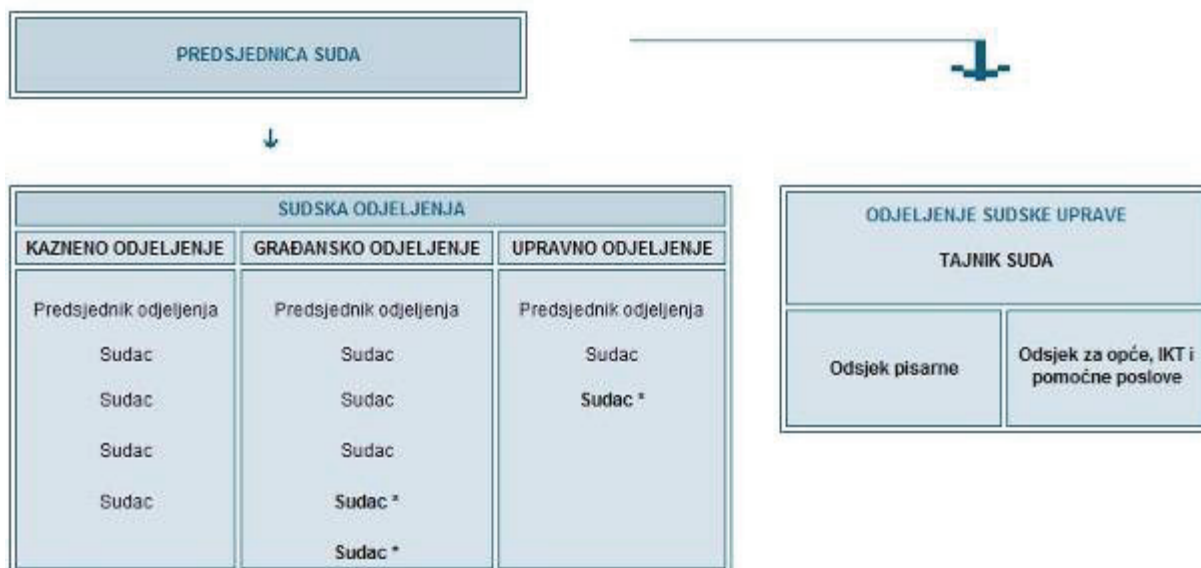 PREDSJEDNICA SUDA
SUDSKA ODJELJENJA
KAZNENO ODJELJENJE
Predsjednik odjeljenja
Sudac
Sudac
Sudac
Sudac
GRAĐANSKO ODJELJENJE
Predsjednik odjeljenja
Sudac
Sudac
Sudac
Sudac *
Sudac *
UPRAVNO ODJELJENJE
Predsjednik odjeljenja
Sudac
Sudac *
ODJELJENJE SUDSKE UPRAVE
TAJNIK SUDA
Odsjek pisarne
Odsjek za opće, IKT i
pomoćne poslove